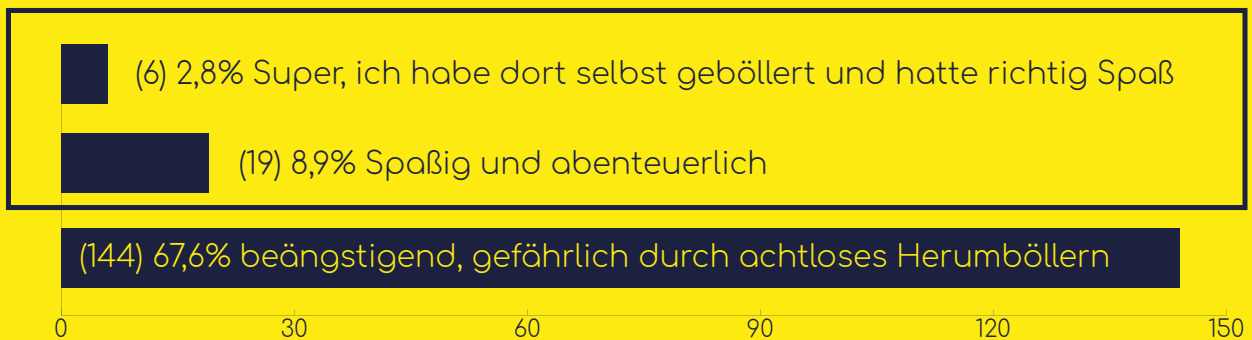 (6) 2,8% Super, ich habe dort selbst geböllert und hatte richtig Spaß
(19) 8,9% Spaßig und abenteuerlich
(144) 67,6% beängstigend, gefährlich durch achtloses Herumböllern
0 30 60 90 120 150